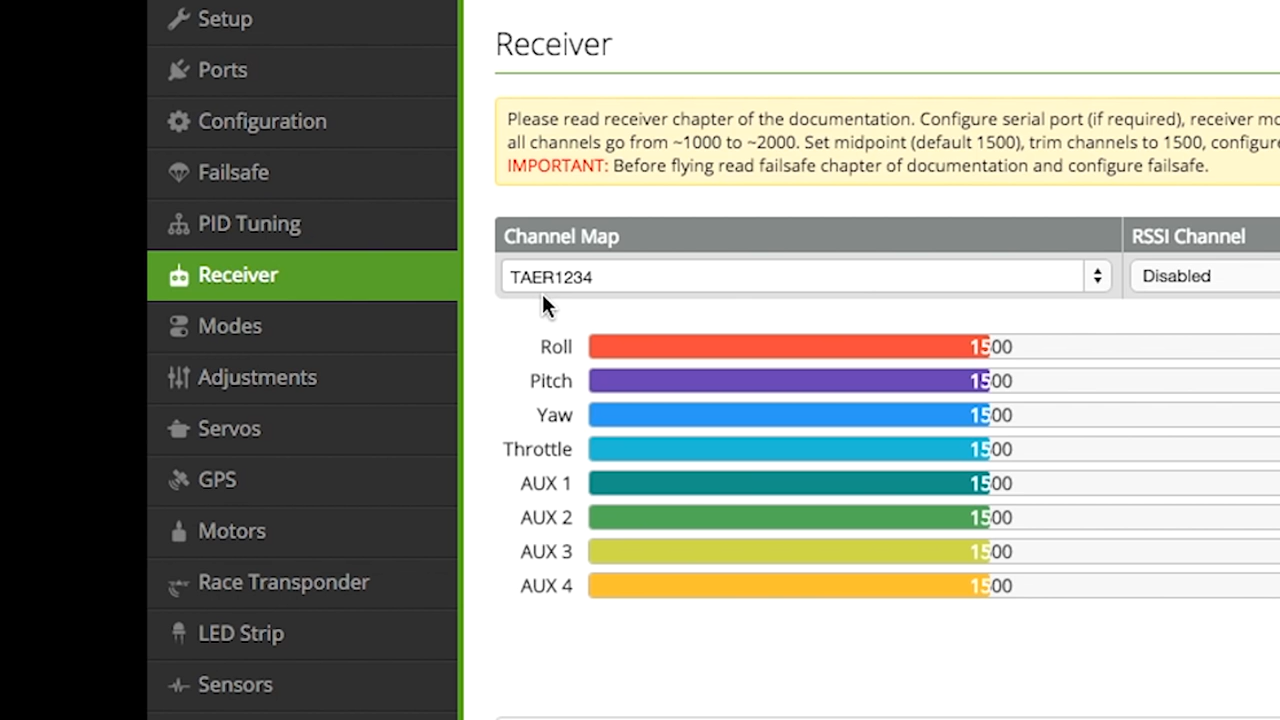 Setup
Ports
Configuration
Failsafe
PID Tuning
Receiver
Modes
Adjustments
Servos
GPS
Motors
Race Transponder
LED Strip
Sensors
Receiver
Please read receiver chapter of the documentation. Configure serial port (if required), receiver mo
all channels go from ~1000 to ~2000. Set midpoint (default 1500), trim channels to 1500, configure
IMPORTANT: Before flying read failsafe chapter of documentation and configure failsafe.
Channel Map RSSI Channel
TAER1234 Disabled
Roll 1500
Pitch 1500
Yaw 1500
Throttle 1500
AUX 1 1500
AUX 2 1500
AUX 3 1500
AUX 4 1500